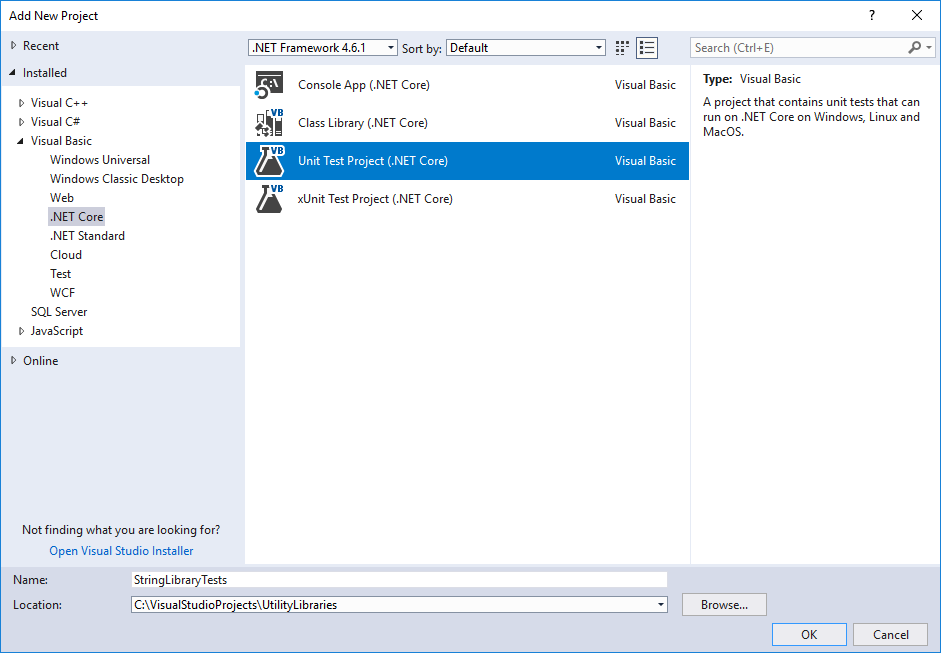 Add New Project
?
Recent
Installed
Visual C++
Visual C#
Visual Basic
Windows Universal
Windows Classic Desktop
Web
.NET Core
.NET Standard
Cloud
Test
WCF
SQL Server
JavaScript
Online
Not finding what you are looking for?
Open Visual Studio Installer
.NET Framework 4.6.1 Sort by: Default
Console App (.NET Core) Visual Basic
VB
Class Library (.NET Core) Visual Basic
VB
Unit Test Project (.NET Core) Visual Basic
VB
xUnit Test Project (.NET Core) Visual Basic
Search (Ctrl+E)
Type: Visual Basic
A project that contains unit tests that can
run on .NET Core on Windows, Linux and
MacOS.
Name: StringLibraryTests
Location: C:\VisualStudioProjects\UtilityLibraries Browse...
OK Cancel